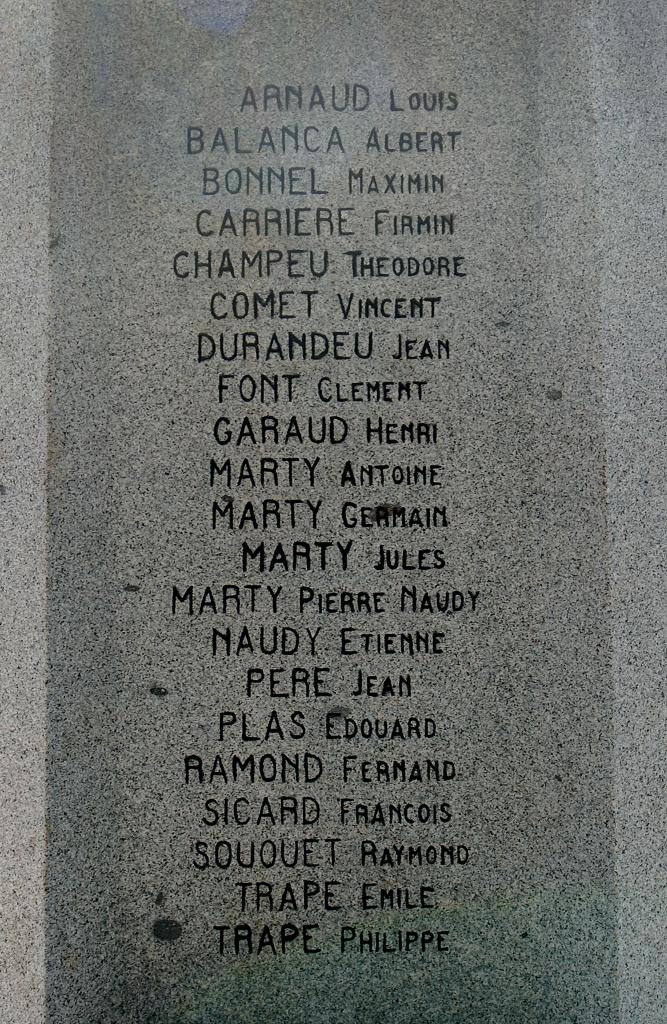 ARNAUD LOUIS
BALANCA ALBERT
BONNEL MAXIMIN
CARRIERE FIRMIN
CHAMPEU THEODORE
COMET VINCENT
DURANDEU JEAN
FONT CLEMENT
GARAUD HENRI
MARTY ANTOINE
MARTY GERMAIN
MARTY JULES
MARTY PIERRE NAUDY
NAUDY ETIENNE
PERE JEAN
PLAS EDOUARD
RAMOND FERNAND
SICARD FRANCOIS
SOUQUET RAYMOND
TRAPE EMILE
TRAPE PHILIPPE